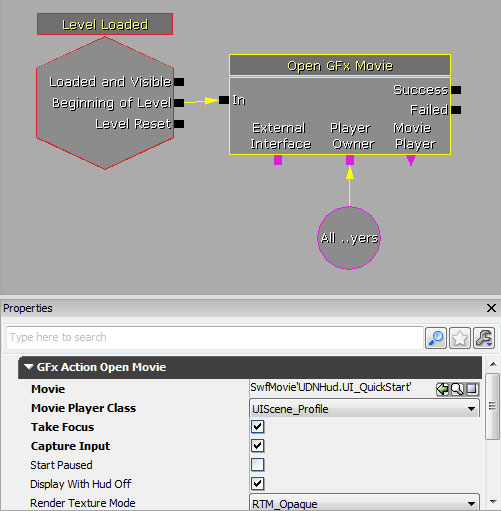 Level Loaded
Loaded and Visible
Beginning of Level
Level Reset
Open GFx Movie
In
Success
Failed
External Interface
Player Owner
Movie Player
All ..yers
Properties
Type here to search
GFx Action Open Movie
Movie SwfMovie'UDNHud.UI_QuickStart'
Movie Player Class UIScene_Profile
Take Focus
Capture Input
Start Paused
Display With Hud Off
Render Texture Mode RTM_Opaque